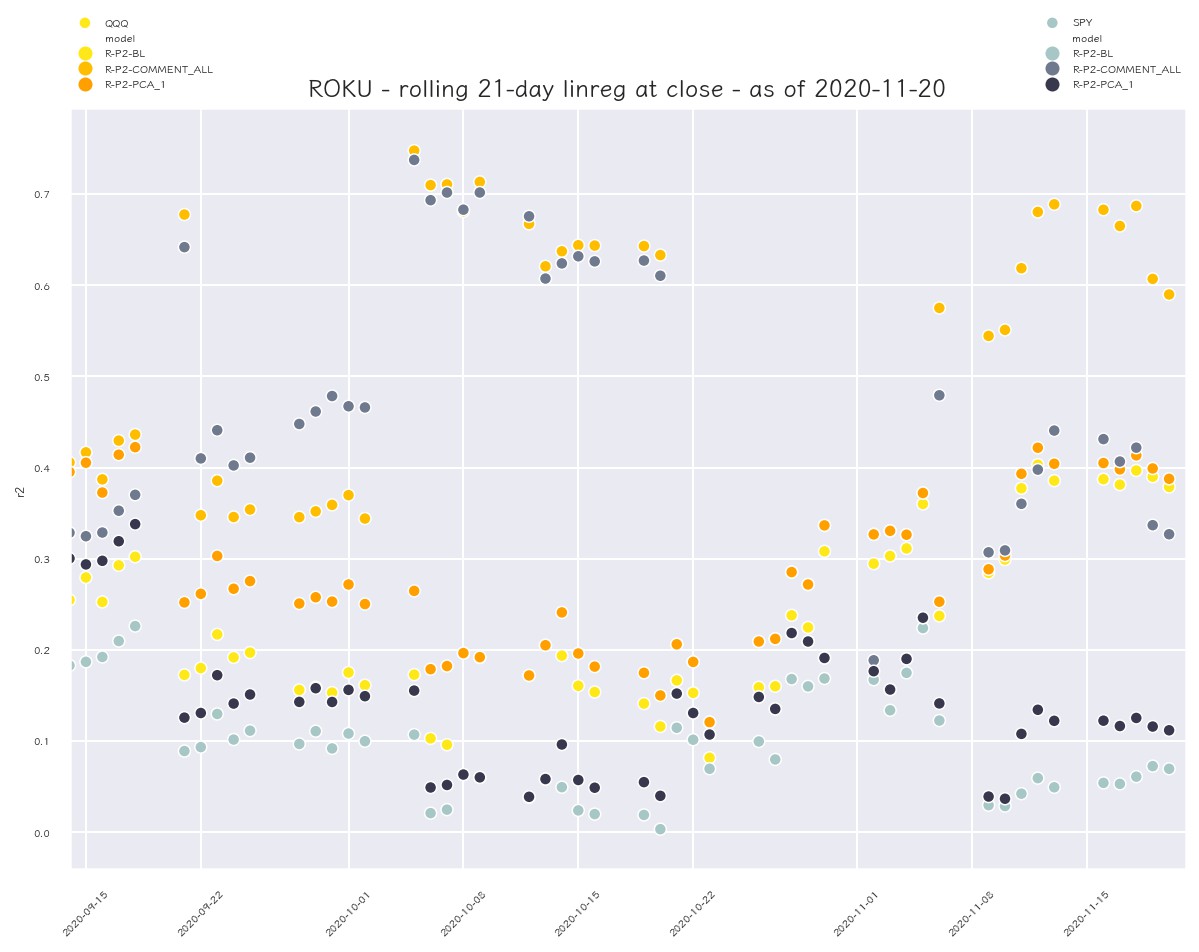 QQQ
model
R-P2-BL
R-P2-COMMENT_ALL
R-P2-PCA_1
SPY
model
R-P2-BL
R-P2-COMMENT_ALL
R-P2-PCA_1
ROKU - rolling 21-day linreg at close - as of 2020-11-20
0.7
0.6
0.5
0.4
0.3
0.2
0.1
0.0
r2
2020-09-15
2020-09-22
2020-10-01
2020-10-08
2020-10-15
2020-10-22
2020-11-01
2020-11-08
2020-11-15